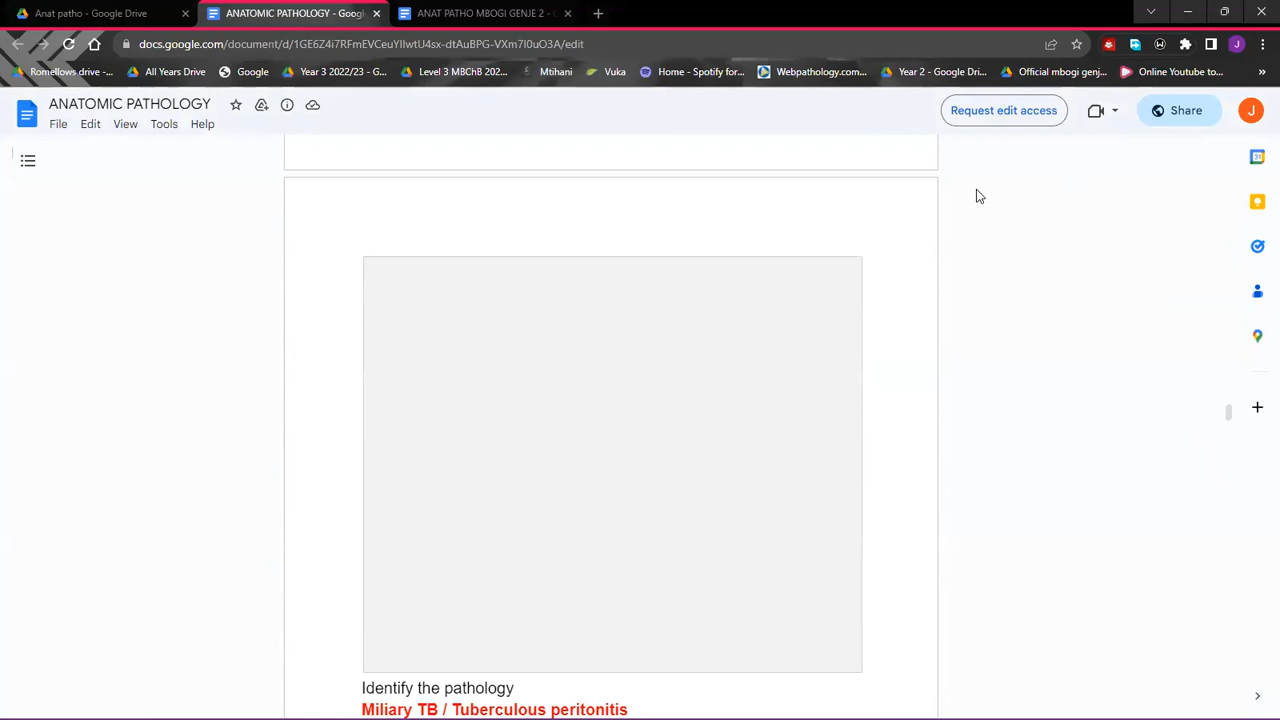 Anat patho - Google Drive
ANATOMIC PATHOLOGY - Googl
ANAT PATHO MBOGI GENJE 2 -
docs.google.com/document/d/1GE6Z4i7RFmEVCeuYIlwtU4sx-dtAuBPG-VXm7l0uO3A/edit
Romellows drive -...
All Years Drive
Google
Year 3 2022/23 - G...
Level 3 MBChB 202...
Mtihani
Vuka
Home - Spotify for...
Webpathology.com...
Year 2 - Google Dri...
Official mbogi genj...
Online Youtube to...
ANATOMIC PATHOLOGY
File Edit View Tools Help
Request edit access
Share
J
Identify the pathology
Miliary TB / Tuberculous peritonitis